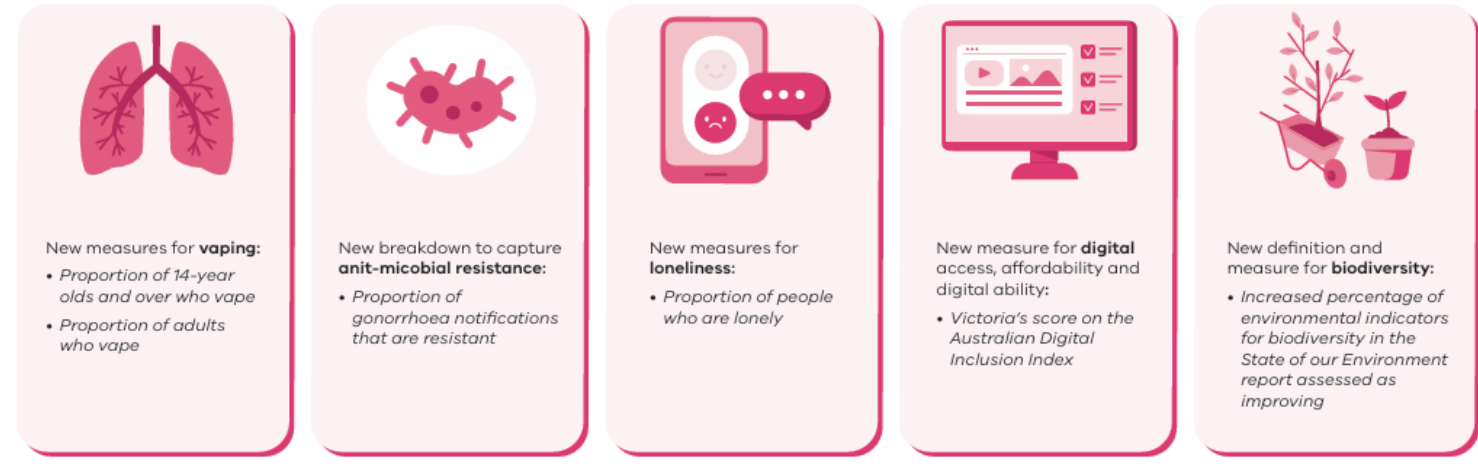 New measures for vaping:
• Proportion of 14-year
olds and over who vape
• Proportion of adults
who vape
New breakdown to capture
anit-micobial resistance:
• Proportion of
gonorrhoea notifications
that are resistant
New measures for
loneliness:
• Proportion of people
who are lonely
New measure for digital
access, affordability and
digital ability:
• Victoria's score on the
Australian Digital
Inclusion Index
New definition and
measure for biodiversity:
• Increased percentage of
environmental indicators
for biodiversity in the
State of our Environment
report assessed as
improving